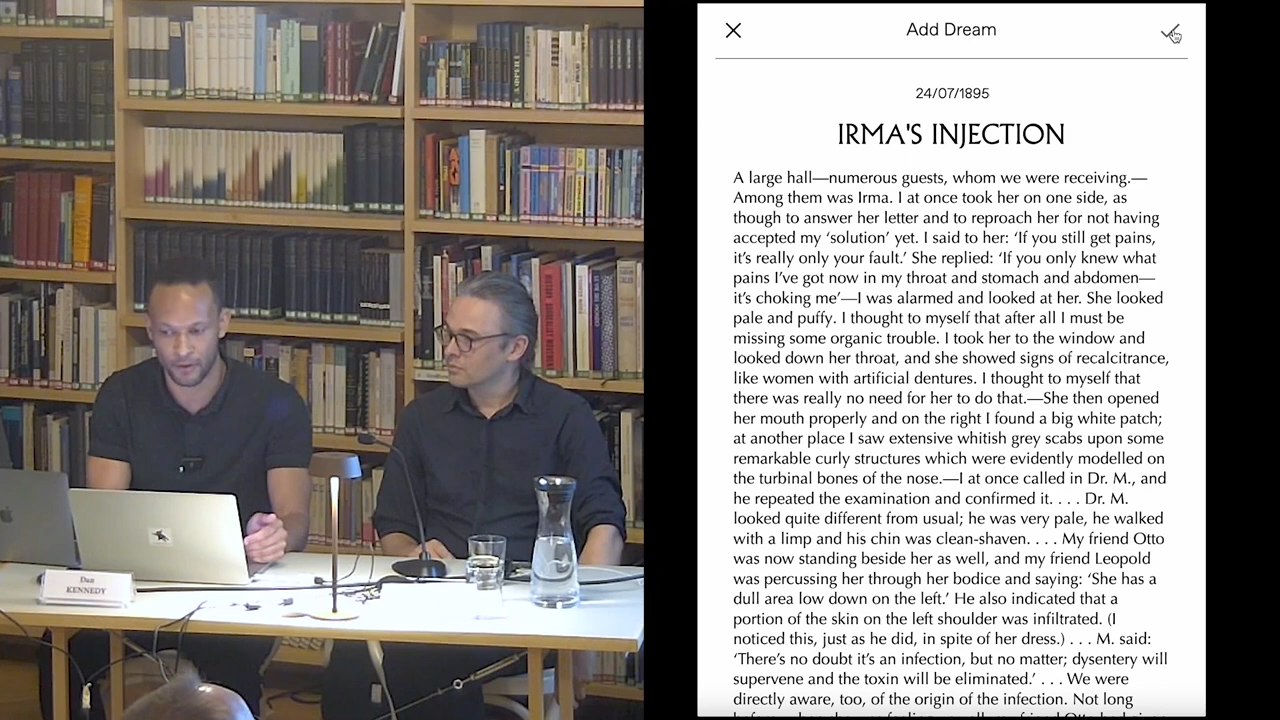 Add Dream
24/07/1895
IRMA'S INJECTION
A large hall—numerous guests, whom we were receiving.—
Among them was Irma. I at once took her on one side, as
though to answer her letter and to reproach her for not having
accepted my ‘solution’ yet. I said to her: ‘If you still get pains,
it’s really only your fault.’ She replied: ‘If you only knew what
pains I’ve got now in my throat and stomach and abdomen—
it’s choking me’—I was alarmed and looked at her. She looked
pale and puffy. I thought to myself that after all I must be
missing some organic trouble. I took her to the window and
looked down her throat, and she showed signs of recalcitrance,
like women with artificial dentures. I thought to myself that
there was really no need for her to do that.—She then opened
her mouth properly and on the right I found a big white patch;
at another place I saw extensive whitish grey scabs upon some
remarkable curly structures which were evidently modelled on
the turbinal bones of the nose.—I at once called in Dr. M., and
he repeated the examination and confirmed it. . . . Dr. M.
looked quite different from usual; he was very pale, he walked
with a limp and his chin was clean-shaven. . . . My friend Otto
was now standing beside her as well, and my friend Leopold
was percussing her through her bodice and saying: ‘She has a
dull area low down on the left.’ He also indicated that a
portion of the skin on the left shoulder was infiltrated. (I
noticed this, just as he did, in spite of her dress.) . . . M. said:
‘There’s no doubt it’s an infection, but no matter; dysentery will
supervene and the toxin will be eliminated.’ . . . We were
directly aware, too, of the origin of the infection. Not long
Dan
KENNEDY